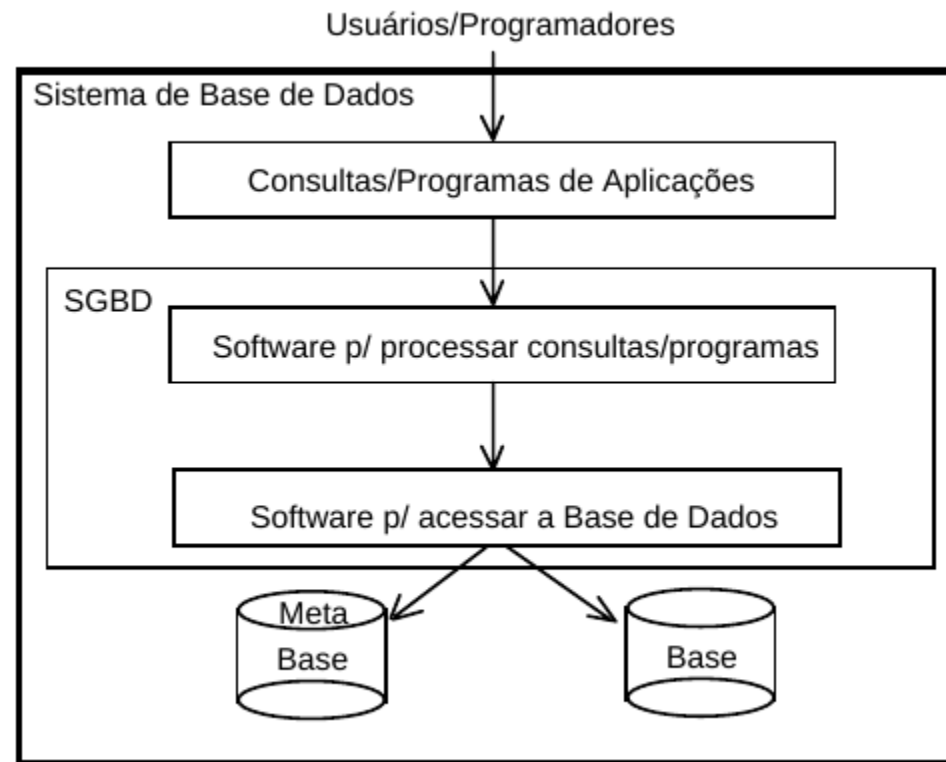 Usuários/Programadores
Sistema de Base de Dados
Consultas/Programas de Aplicações
SGBD
Software p/ processar consultas/programas
Software p/ acessar a Base de Dados
Meta
Base
Base